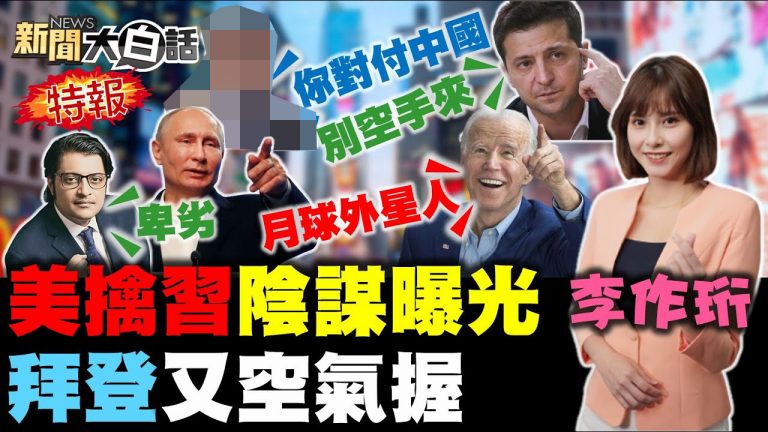 NEWS
新聞大白話
特報
你對付中國
別空手來
卑劣
月球外星人
美擒習陰謀曝光
李作珩
拜登又空氣握